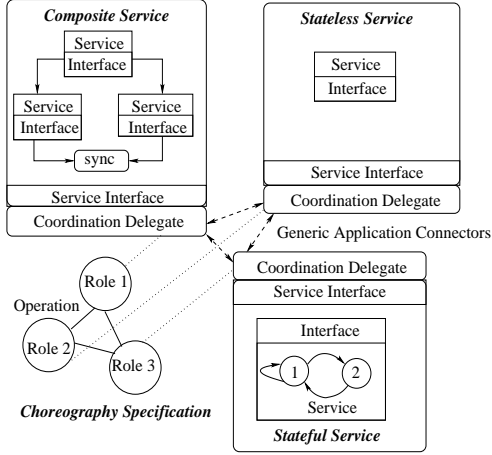 Composite Service
Service
Interface
Service
Interface
Service
Interface
sync
Service Interface
Coordination Delegate
Stateless Service
Service
Interface
Service Interface
Coordination Delegate
Generic Application Connectors
Role 1
Operation
Role 2
Role 3
Choreography Specification
Coordination Delegate
Service Interface
Interface
1
2
Service
Stateful Service